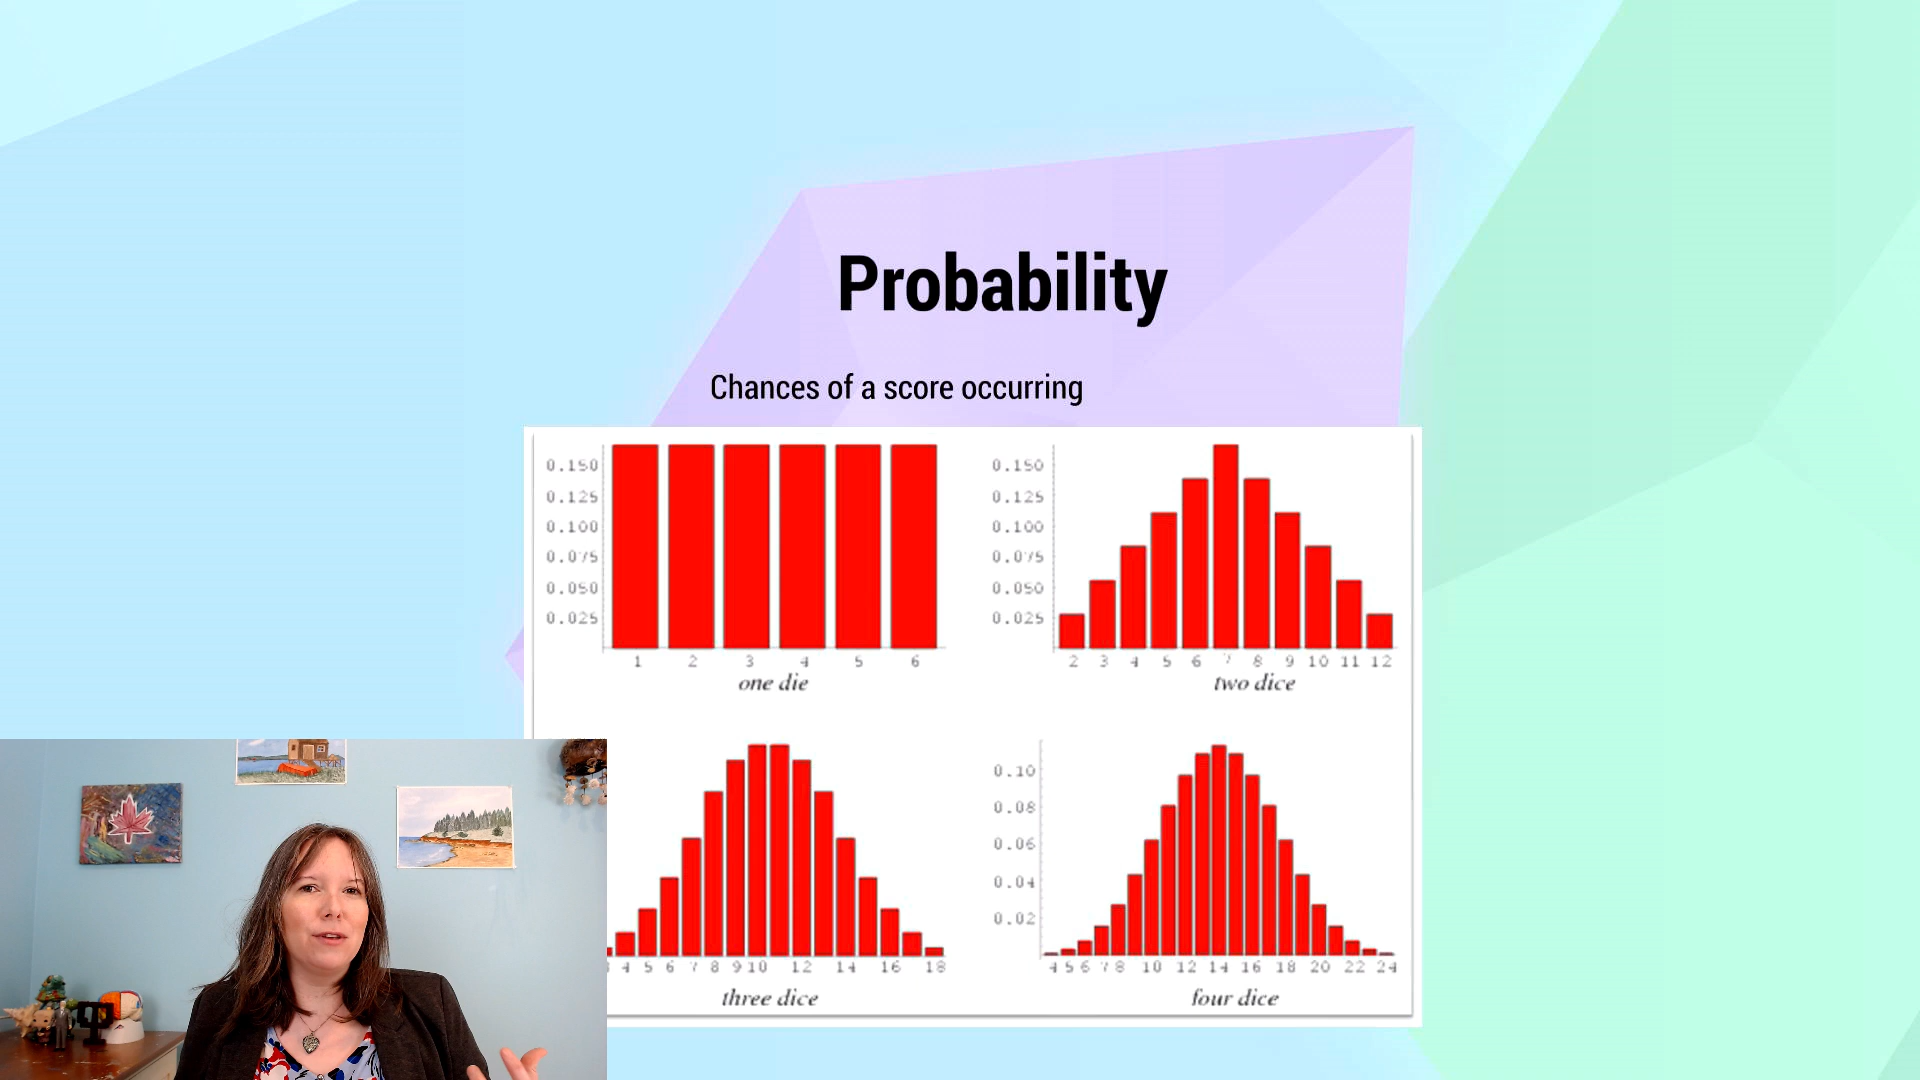 Probability
Chances of a score occurring
0.150
0.125
0.100
0.075
0.050
0.025
1 2 3 4 5 6
one die
0.150
0.125
0.100
0.075
0.050
0.025
2 3 4 5 6 7 8 9 10 11 12
two dice
4 5 6 7 8 9 10 12 14 16 18
three dice
0.10
0.08
0.06
0.04
0.02
4 5 6 7 8 10 12 14 16 18 20 22 24
four dice